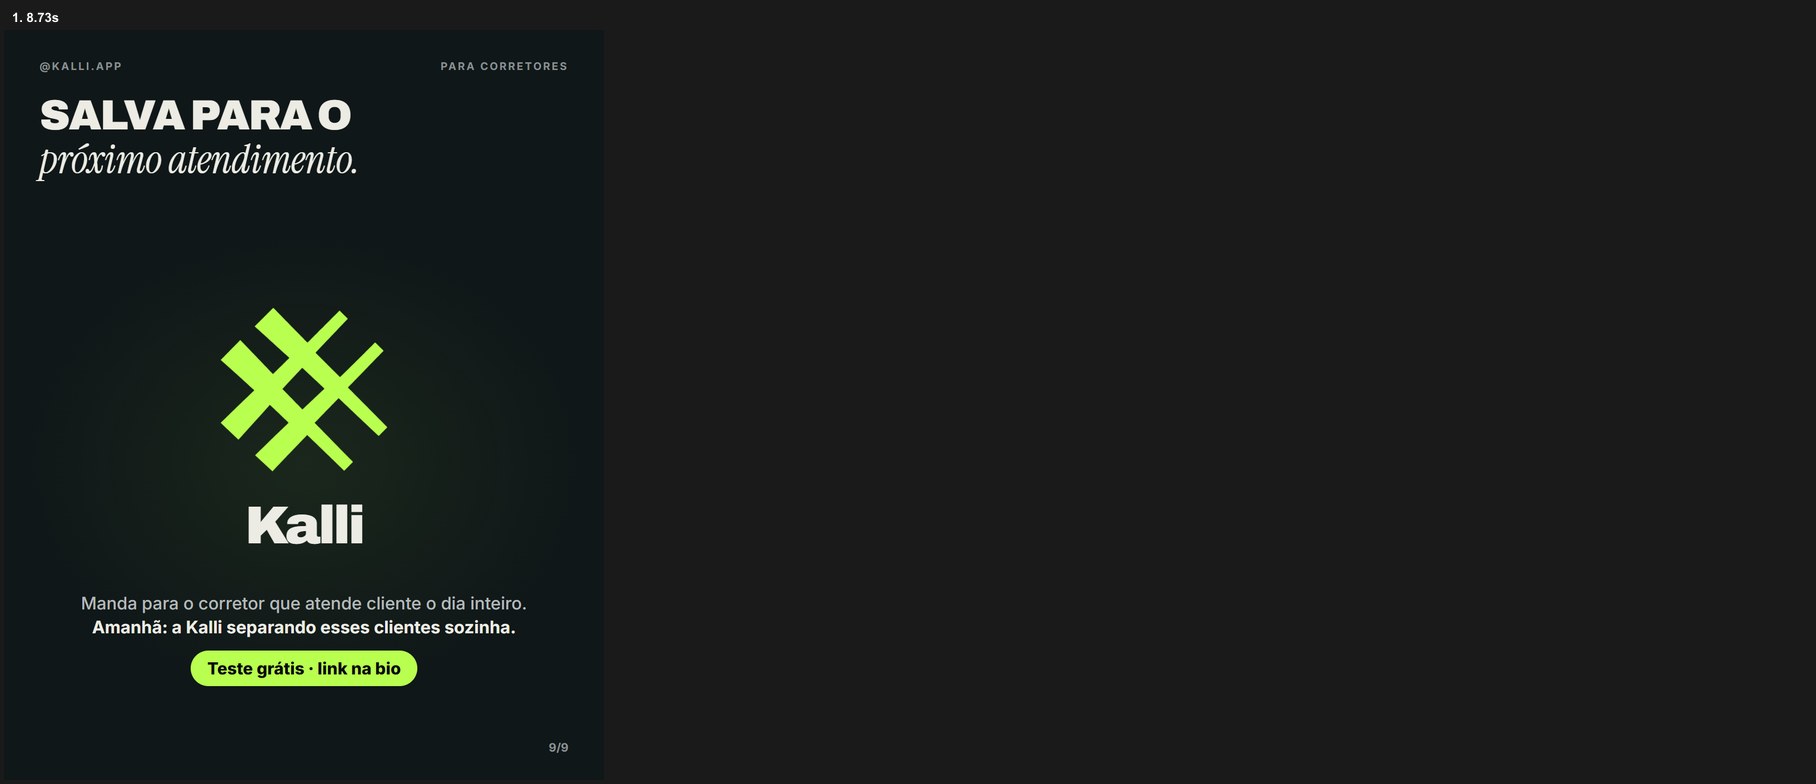 1. 8.73s
@KALLI.APP
PARA CORRETORES
SALVA PARA O
próximo atendimento.
Kalli
Manda para o corretor que atende cliente o dia inteiro.
Amanhã: a Kalli separando esses clientes sozinha.
Teste grátis · link na bio
9/9